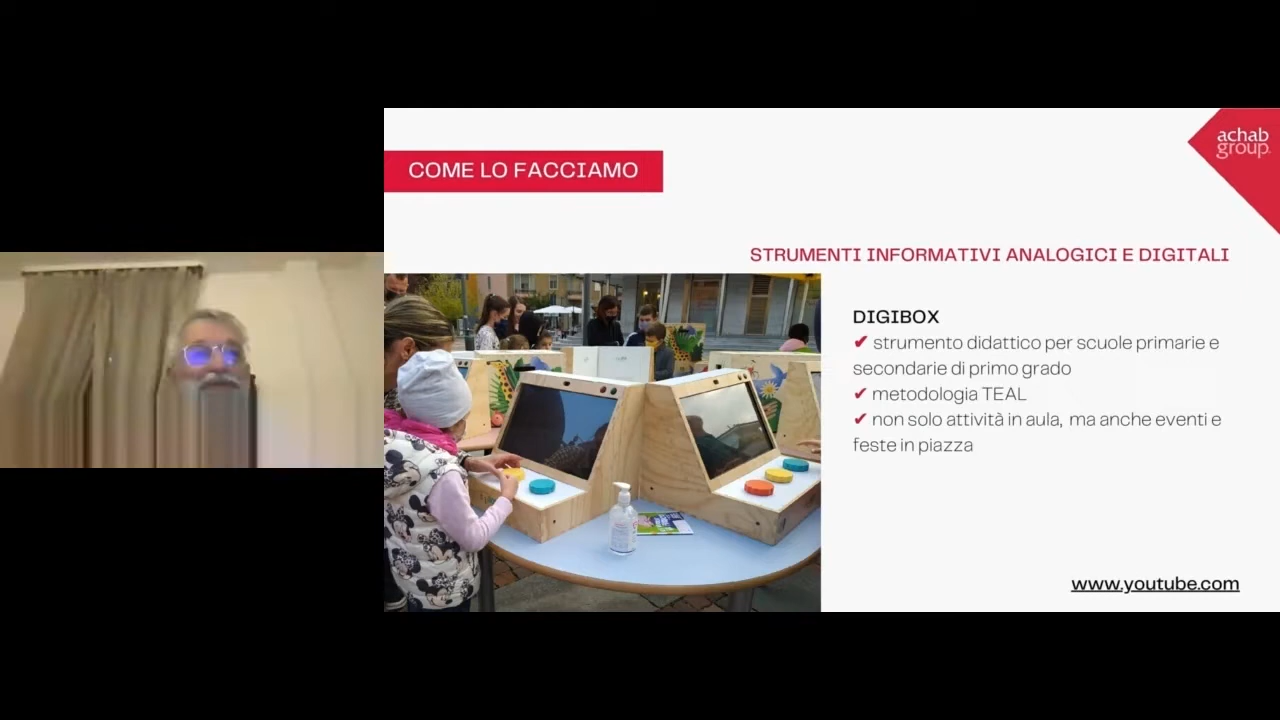 COME LO FACCIAMO
achab
group.
STRUMENTI INFORMATIVI ANALOGICI E DIGITALI
DIGIBOX
✔ strumento didattico per scuole primarie e
secondarie di primo grado
✔ metodologia TEAL
✔ non solo attività in aula, ma anche eventi e
feste in piazza
www.youtube.com